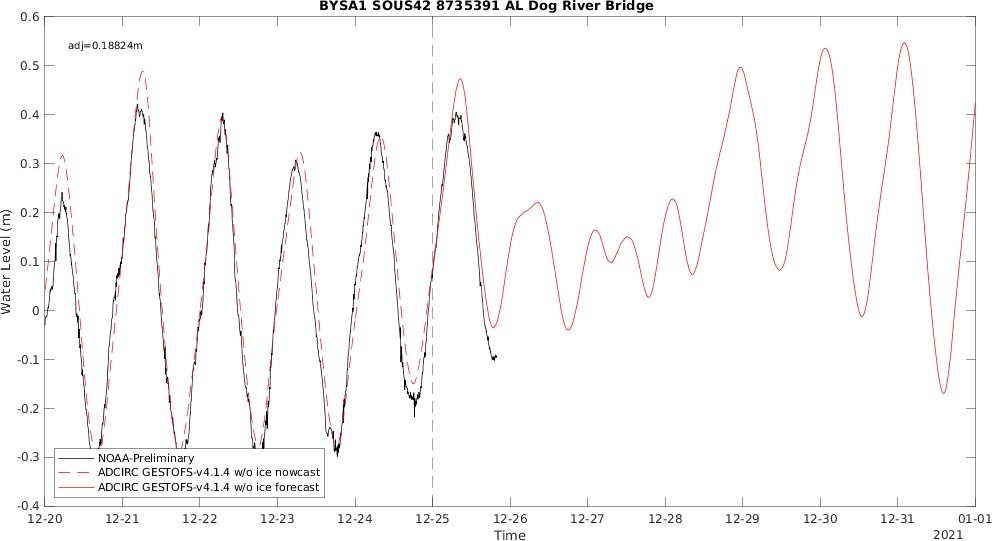 BYSA1 SOUS42 8735391 AL Dog River Bridge
adj=0.18824m
0.6
0.5
0.4
0.3
0.2
0.1
0
-0.1
-0.2
-0.3
-0.4
Water Level (m)
NOAA-Preliminary
ADCIRC GESTOFS-v4.1.4 w/o ice nowcast
ADCIRC GESTOFS-v4.1.4 w/o ice forecast
12-20 12-21 12-22 12-23 12-24 12-25 12-26 12-27 12-28 12-29 12-30 12-31 01-01
Time
2021